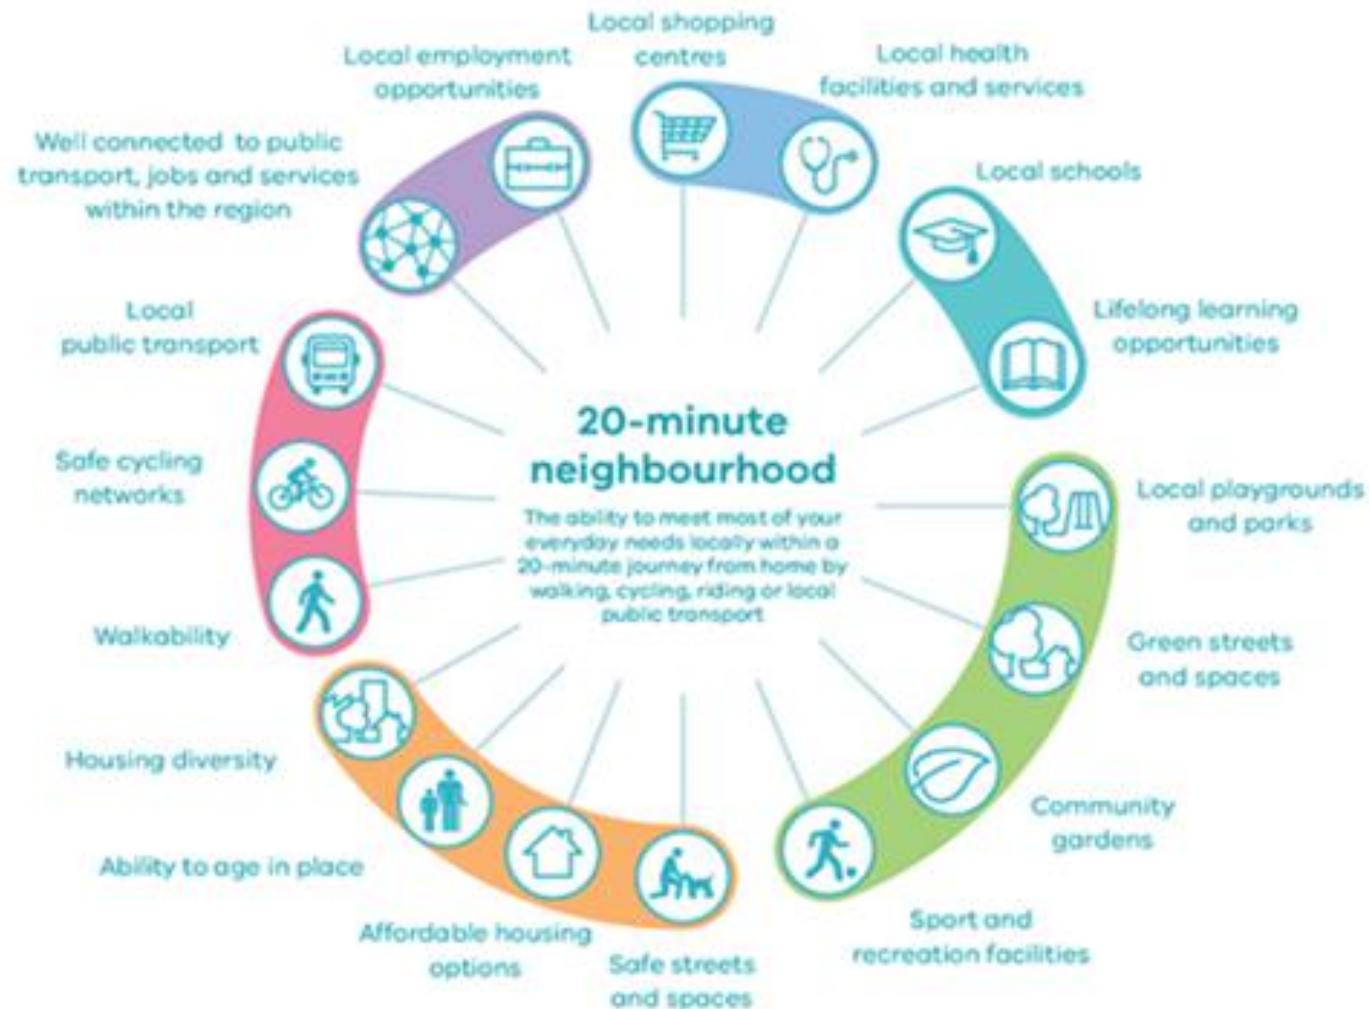 Local shopping
centres
Local health
facilities and services
Local schools
Lifelong learning
opportunities
Local playgrounds
and parks
Green streets
and spaces
Community
gardens
Sport and
recreation facilities
Safe streets
and spaces
Affordable housing
options
Ability to age in place
Housing diversity
Walkability
Safe cycling
networks
Local
public transport
Well connected to public
transport, jobs and services
within the region
Local employment
opportunities
20-minute
neighbourhood
The ability to meet most of your
everyday needs locally within a
20-minute journey from home by
walking, cycling, riding or local
public transport